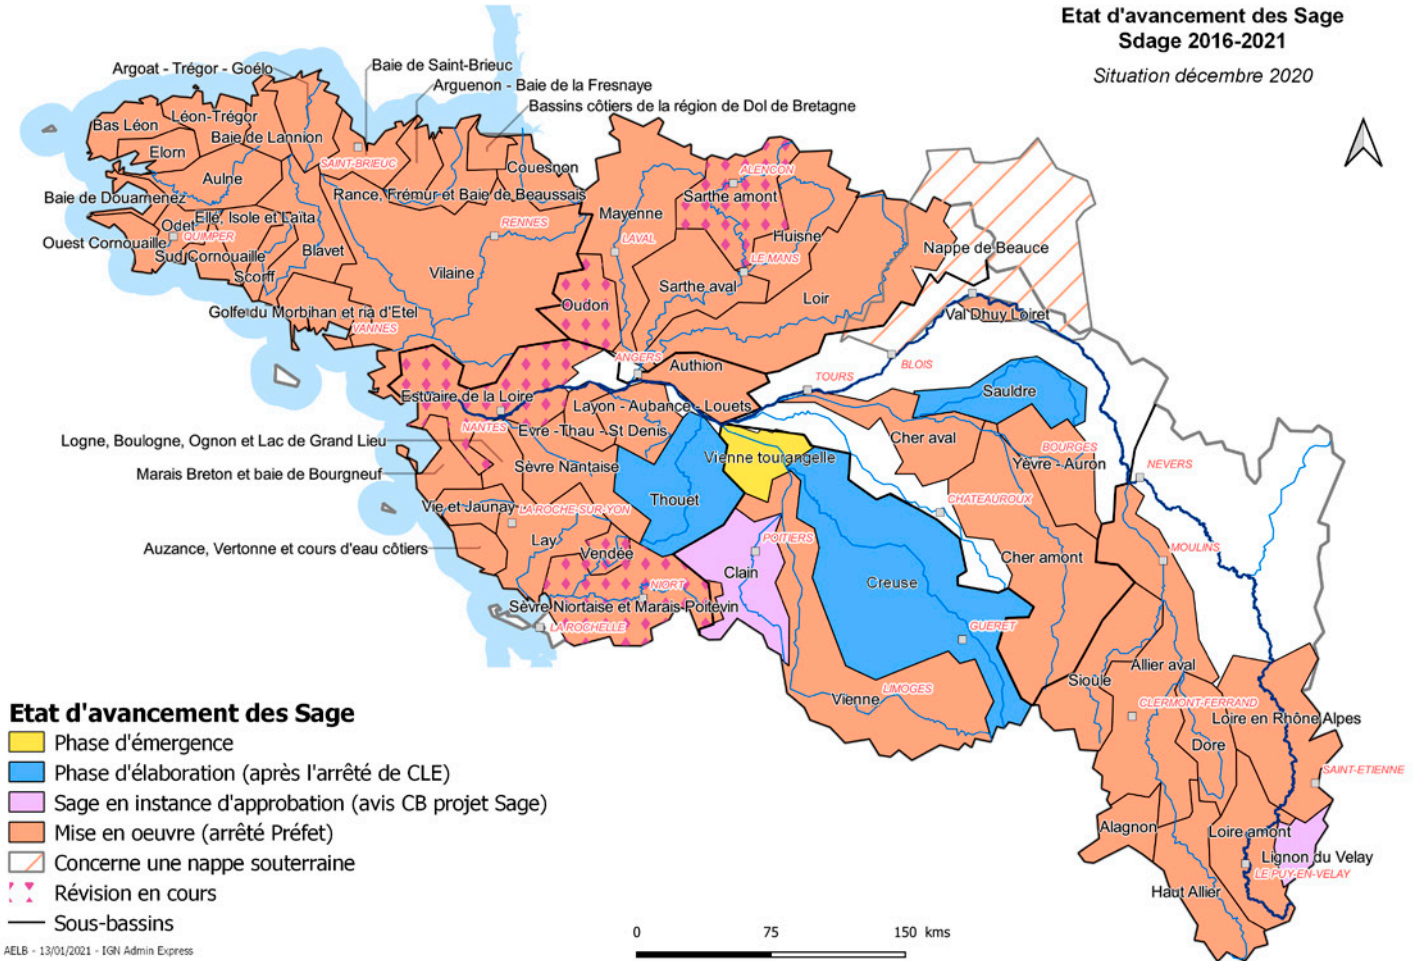 Etat d'avancement des Sage
Sdage 2016-2021
Situation décembre 2020
Argoat - Trégor - Goélo
Baie de Saint-Brieuc
Arguenon - Baie de la Fresnaye
Bassins côtiers de la région de Dol de Bretagne
Léon-Trégor
Bas Léon
Baie de Lannion
Elorn
SAINT-BRIEUC
Couesnon
ALENCON
Aulne
Rance, Frémur et Baie de Beaussais
Sarthe amont
Baie de Douarnenez
Ellé, Isole et Laïta
Mayenne
Odet
QUIMPER
RENNES
LAVAL
Huisne
Ouest Cornouaille
Sud Cornouaille
Blavet
Nappe de Beauce
Scorff
Vilaine
LE MANS
Sarthe aval
Loir
Oudon
Golfe du Morbihan et ria d'Etel
Val Dhuy Loiret
VANNES
ANGERS
Authion
BLOIS
TOURS
Sauldre
Estuaire de la Loire
Layon - Aubance - Louets
NANTES
Evre - Thau - St Denis
Cher aval
Logne, Boulogne, Ognon et Lac de Grand Lieu
BOURGES
Vienne tourangelle
Yèvre - Auron
NEVERS
Marais Breton et baie de Bourgneuf
Sèvre Nantaise
Thouet
CHATEAUROUX
Vie et Jaunay
LA ROCHE-SUR-YON
Auzance, Vertonne et cours d'eau côtiers
Lay
POITIERS
MOULINS
Vendée
Cher amont
Clain
Creuse
NIORT
Sèvre Niortaise et Marais Poitevin
LA ROCHELLE
GUERET
Allier aval
Sioule
LIMOGES
Vienne
CLERMONT-FERRAND
Loire en Rhône Alpes
Dore
SAINT-ETIENNE
Alagnon
Loire amont
Lignon du Velay
LE PUY-EN-VELAY
Haut Allier
Etat d'avancement des Sage
Phase d'émergence
Phase d'élaboration (après l'arrêté de CLE)
Sage en instance d'approbation (avis CB projet Sage)
Mise en oeuvre (arrêté Préfet)
Concerne une nappe souterraine
Révision en cours
Sous-bassins
0 75 150 kms
AELB - 13/01/2021 - IGN Admin Express